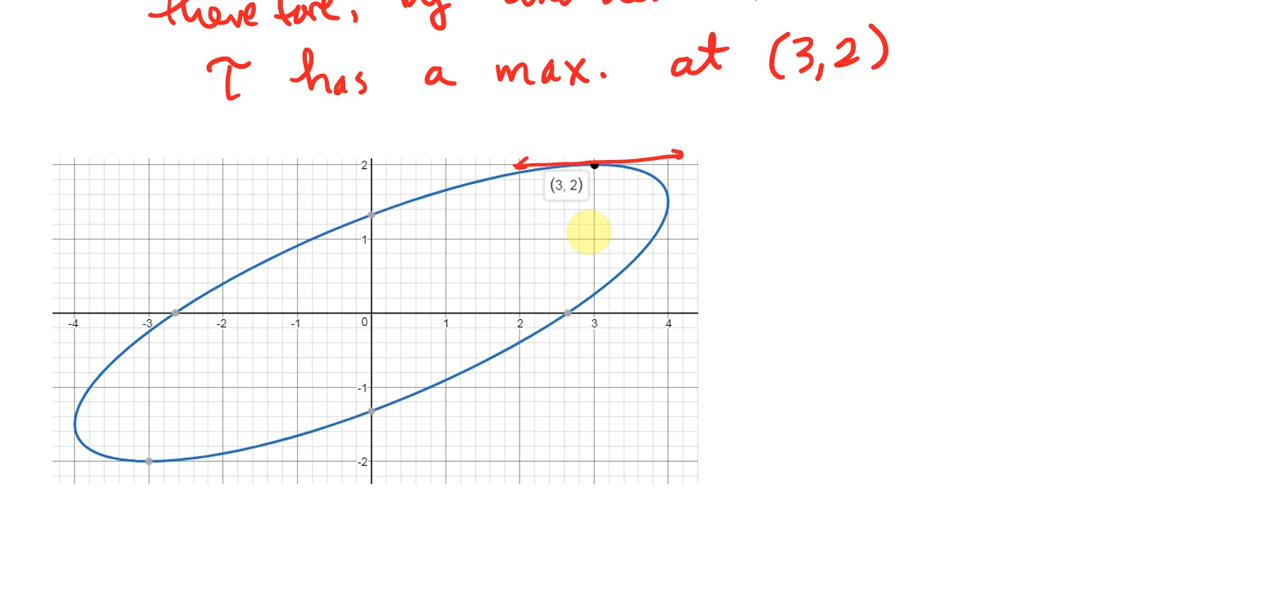 therefore, by
τ has a max. at (3,2)
2
(3, 2)
1
-4 -3 -2 -1 0 1 2 3 4
-1
-2